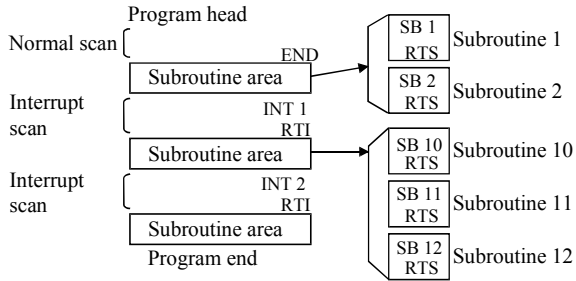 Program head
Normal scan
END
Subroutine area
Interrupt scan
INT 1
RTI
Subroutine area
Interrupt scan
INT 2
RTI
Subroutine area
Program end
SB 1
RTS
Subroutine 1
SB 2
RTS
Subroutine 2
SB 10
RTS
Subroutine 10
SB 11
RTS
Subroutine 11
SB 12
RTS
Subroutine 12